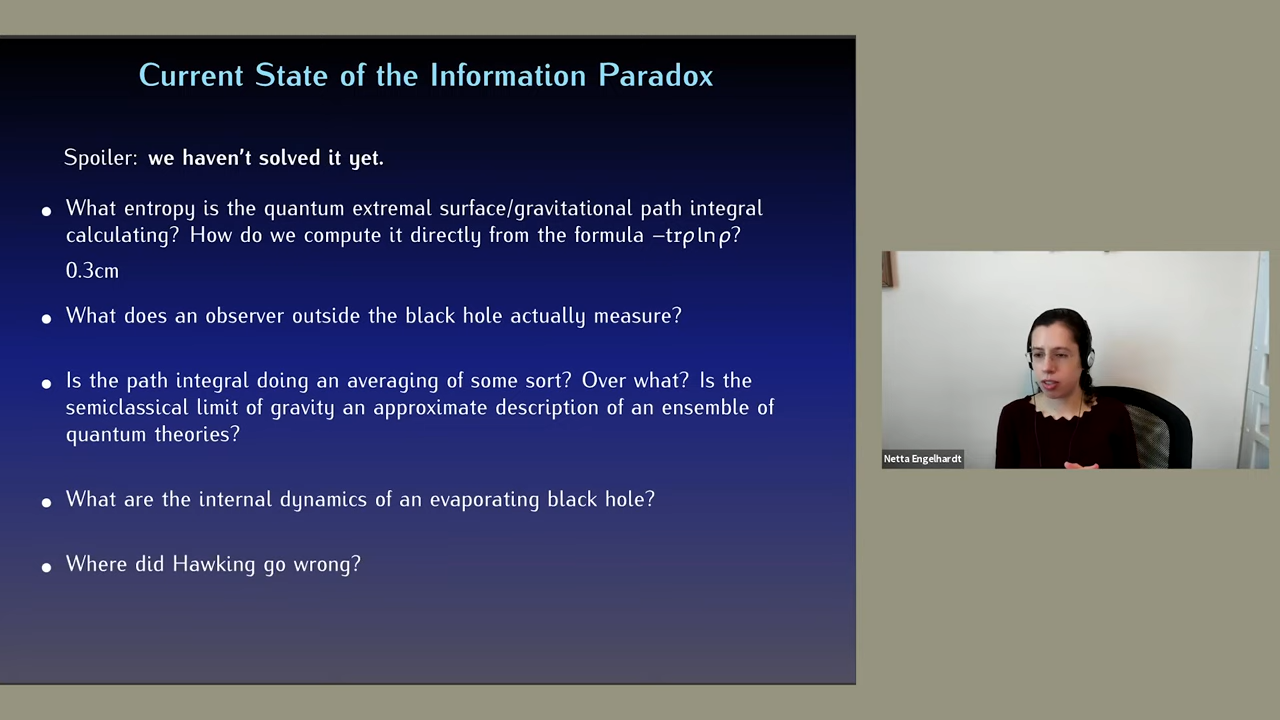 Current State of the Information Paradox
Spoiler: we haven't solved it yet.
• What entropy is the quantum extremal surface/gravitational path integral
calculating? How do we compute it directly from the formula –trρ ln ρ?
0.3cm
• What does an observer outside the black hole actually measure?
• Is the path integral doing an averaging of some sort? Over what? Is the
semiclassical limit of gravity an approximate description of an ensemble of
quantum theories?
• What are the internal dynamics of an evaporating black hole?
• Where did Hawking go wrong?
Netta Engelhardt